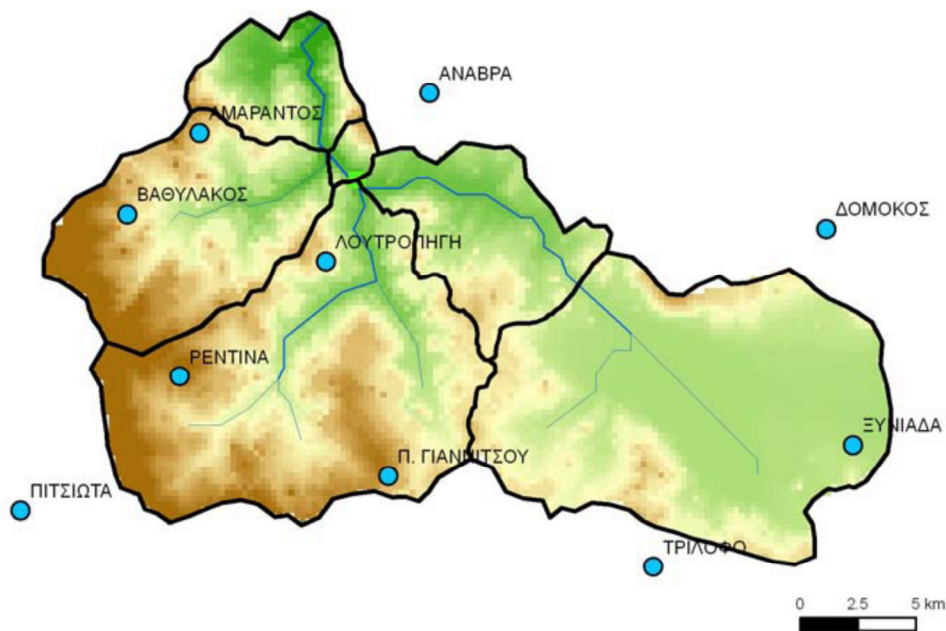 ΑΝΑΒΡΑ
ΑΜΑΡΑΝΤΟΣ
ΒΑΘΥΛΑΚΟΣ
ΔΟΜΟΚΟΣ
ΛΟΥΤΡΟΠΗΓΗ
ΡΕΝΤΙΝΑ
ΞΥΝΙΑΔΑ
Π. ΓΙΑΝΝΙΤΣΟΥ
ΠΙΤΣΙΩΤΑ
ΤΡΙΛΟΦΟ
0 2.5 5 km